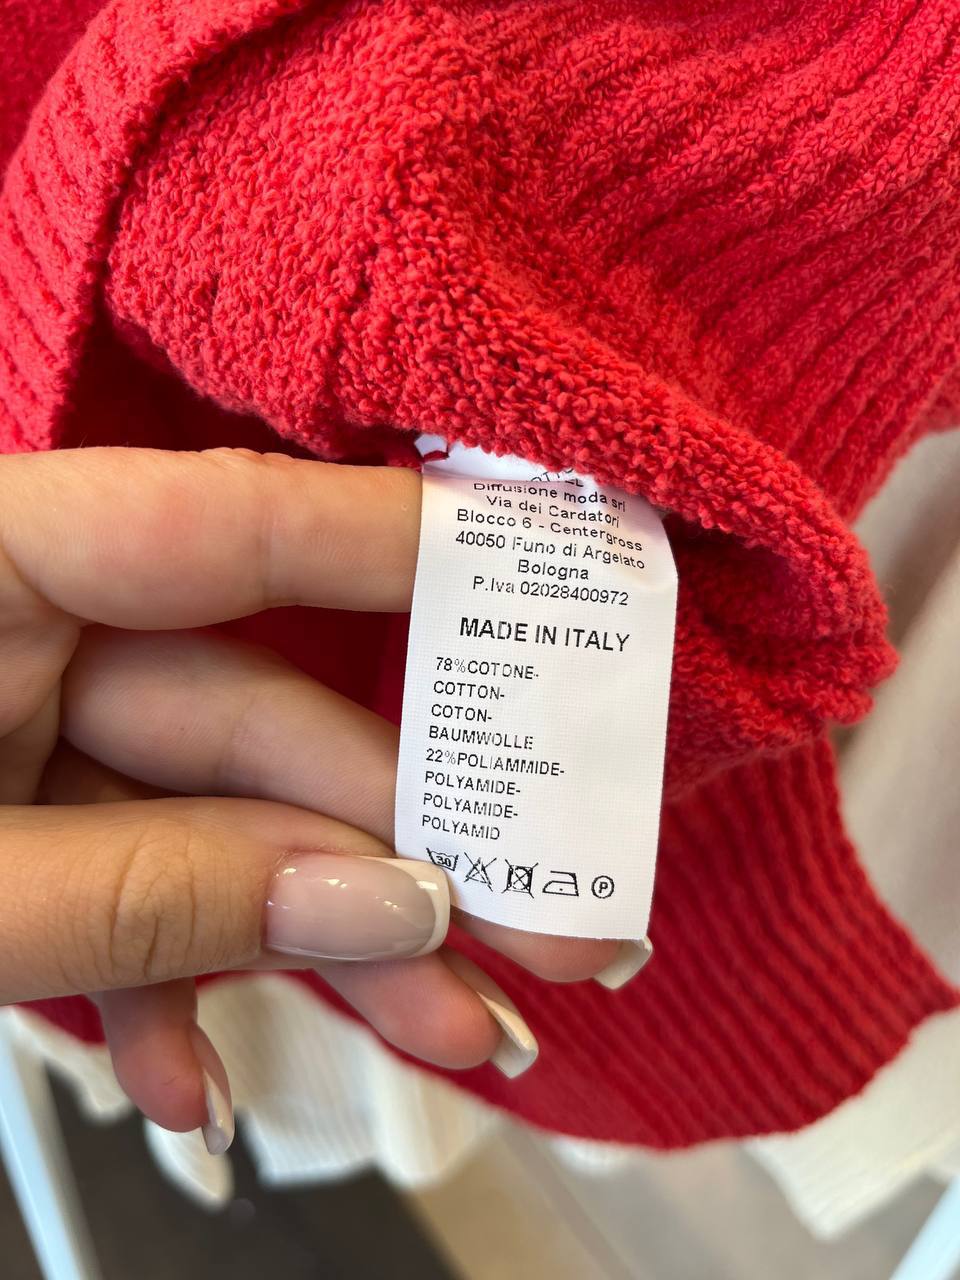 Diffusione moda srl
Via dei Cardatori
Blocco 6 - Centergross
40050 Funo di Argelato
Bologna
P.Iva 02028400972
MADE IN ITALY
78%COTONE-
COTTON-
COTON-
BAUMWOLLE
22%POLIAMMIDE-
POLYAMIDE-
POLYAMIDE-
POLYAMID
30 P